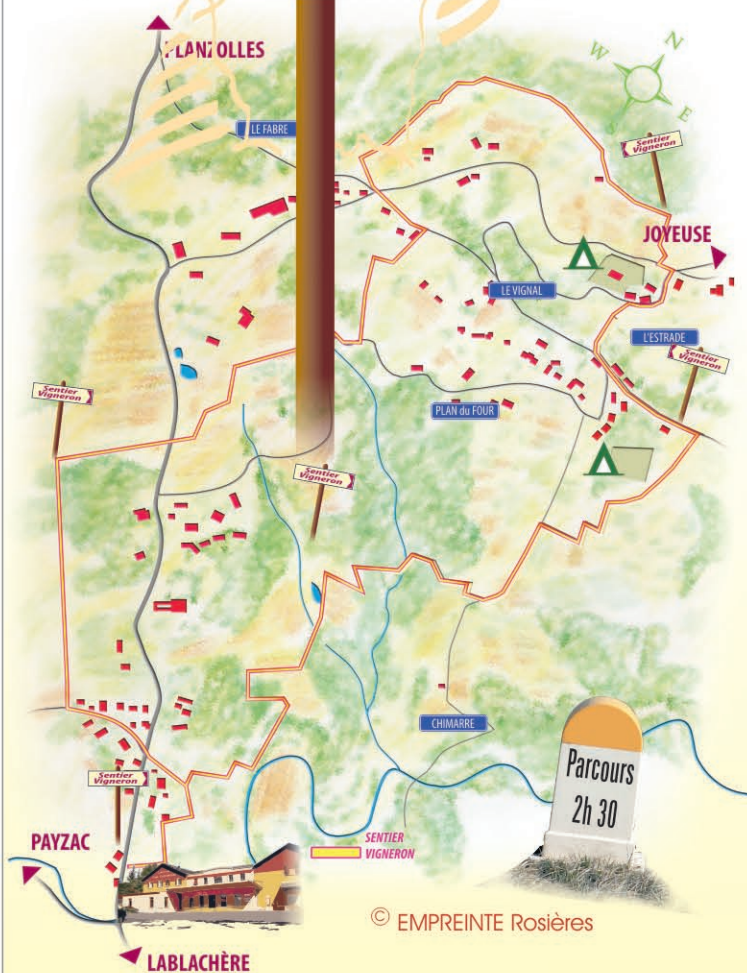 PLANZOLLES
W
N
S
E
LE FABRE
Sentier
Vigneron
JOYEUSE
LE VIGNAL
L'ESTRADE
Sentier
Vigneron
Sentier
Vigneron
PLAN du FOUR
Sentier
Vigneron
CHIMARRE
Parcours
2h 30
Sentier
Vigneron
PAYZAC
SENTIER
VIGNERON
© EMPREINTE Rosières
LABLACHÈRE